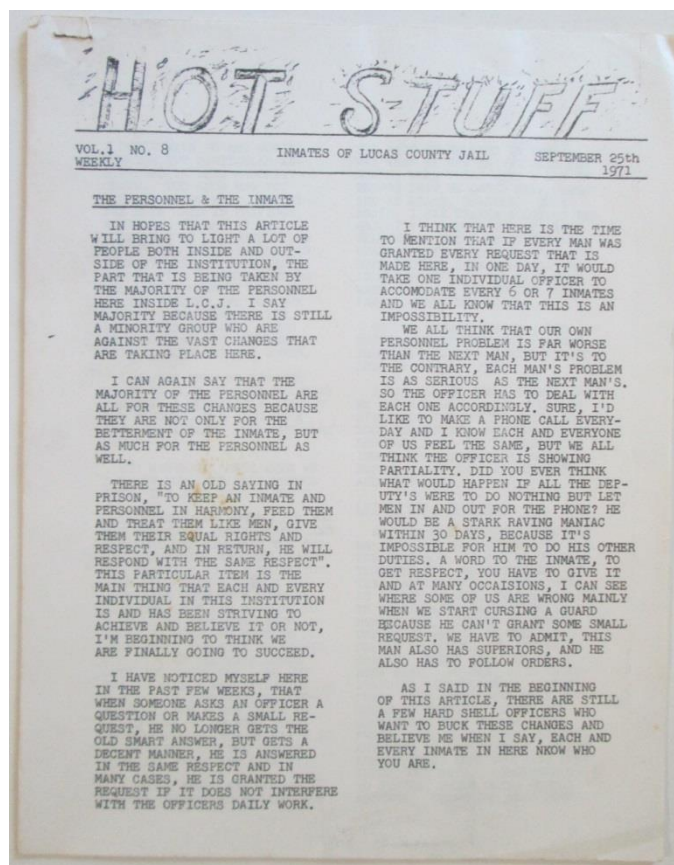 HOT STUFF
VOL.1 NO. 8 INMATES OF LUCAS COUNTY JAIL SEPTEMBER 25th
WEEKLY 1971
THE PERSONNEL & THE INMATE
IN HOPES THAT THIS ARTICLE
WILL BRING TO LIGHT A LOT OF
PEOPLE BOTH INSIDE AND OUT-
SIDE OF THE INSTITUTION, THE
PART THAT IS BEING TAKEN BY
THE MAJORITY OF THE PERSONNEL
HERE INSIDE L.C.J. I SAY
MAJORITY BECAUSE THERE IS STILL
A MINORITY GROUP WHO ARE
AGAINST THE VAST CHANGES THAT
ARE TAKING PLACE HERE.
I CAN AGAIN SAY THAT THE
MAJORITY OF THE PERSONNEL ARE
ALL FOR THESE CHANGES BECAUSE
THEY ARE NOT ONLY FOR THE
BETTERMENT OF THE INMATE, BUT
AS MUCH FOR THE PERSONNEL AS
WELL.
THERE IS AN OLD SAYING IN
PRISON, "TO KEEP AN INMATE AND
PERSONNEL IN HARMONY, FEED THEM
AND TREAT THEM LIKE MEN, GIVE
THEM THEIR EQUAL RIGHTS AND
RESPECT, AND IN RETURN, HE WILL
RESPOND WITH THE SAME RESPECT".
THIS PARTICULAR ITEM IS THE
MAIN THING THAT EACH AND EVERY
INDIVIDUAL IN THIS INSTITUTION
IS AND HAS BEEN STRIVING TO
ACHIEVE AND BELIEVE IT OR NOT,
I'M BEGINNING TO THINK WE
ARE FINALLY GOING TO SUCCEED.
I HAVE NOTICED MYSELF HERE
IN THE PAST FEW WEEKS, THAT
WHEN SOMEONE ASKS AN OFFICER A
QUESTION OR MAKES A SMALL RE-
QUEST, HE NO LONGER GETS THE
OLD SMART ANSWER, BUT GETS A
DECENT MANNER, HE IS ANSWERED
IN THE SAME RESPECT AND IN
MANY CASES, HE IS GRANTED THE
REQUEST IF IT DOES NOT INTERFERE
WITH THE OFFICERS DAILY WORK.
I THINK THAT HERE IS THE TIME
TO MENTION THAT IF EVERY MAN WAS
GRANTED EVERY REQUEST THAT IS
MADE HERE, IN ONE DAY, IT WOULD
TAKE ONE INDIVIDUAL OFFICER TO
ACCOMODATE EVERY 6 OR 7 INMATES
AND WE ALL KNOW THAT THIS IS AN
IMPOSSIBILITY.
WE ALL THINK THAT OUR OWN
PERSONNEL PROBLEM IS FAR WORSE
THAN THE NEXT MAN, BUT IT'S TO
THE CONTRARY, EACH MAN'S PROBLEM
IS AS SERIOUS AS THE NEXT MAN'S.
SO THE OFFICER HAS TO DEAL WITH
EACH ONE ACCORDINGLY. SURE, I'D
LIKE TO MAKE A PHONE CALL EVERY-
DAY AND I KNOW EACH AND EVERYONE
OF US FEEL THE SAME, BUT WE ALL
THINK THE OFFICER IS SHOWING
PARTIALITY. DID YOU EVER THINK
WHAT WOULD HAPPEN IF ALL THE DEP-
UTY'S WERE TO DO NOTHING BUT LET
MEN IN AND OUT FOR THE PHONE? HE
WOULD BE A STARK RAVING MANIAC
WITHIN 30 DAYS, BECAUSE IT'S
IMPOSSIBLE FOR HIM TO DO HIS OTHER
DUTIES. A WORD TO THE INMATE, TO
GET RESPECT, YOU HAVE TO GIVE IT
AND AT MANY OCCAISIONS, I CAN SEE
WHERE SOME OF US ARE WRONG MAINLY
WHEN WE START CURSING A GUARD
BECAUSE HE CAN'T GRANT SOME SMALL
REQUEST. WE HAVE TO ADMIT, THIS
MAN ALSO HAS SUPERIORS, AND HE
ALSO HAS TO FOLLOW ORDERS.
AS I SAID IN THE BEGINNING
OF THIS ARTICLE, THERE ARE STILL
A FEW HARD SHELL OFFICERS WHO
WANT TO BUCK THESE CHANGES AND
BELIEVE ME WHEN I SAY, EACH AND
EVERY INMATE IN HERE NKOW WHO
YOU ARE.